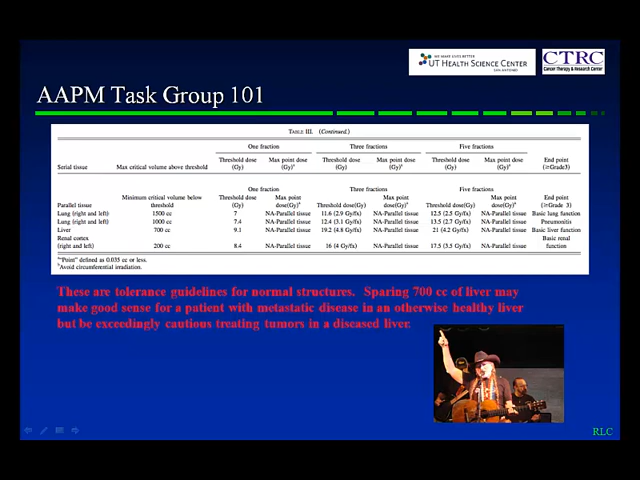 WE MAKE LIVES BETTER
UT HEALTH SCIENCE CENTER
SAN ANTONIO
CTRC
Cancer Therapy & Research Center
AAPM Task Group 101
TABLE III. (Continued.)
One fraction Three fractions Five fractions
Serial tissue Max critical volume above threshold Threshold dose (Gy) Max point dose (Gy)a Threshold dose (Gy) Max point dose (Gy)a Threshold dose (Gy) Max point dose (Gy)a End point (≥Grade3)
One fraction Three fractions Five fractions
Parallel tissue Minimum critical volume below threshold Threshold dose (Gy) Max point dose(Gy)a Threshold dose(Gy) Max point dose(Gy)a Threshold dose(Gy) Max point dose(Gy)a End point (≥Grade 3)
Lung (right and left) 1500 cc 7 NA-Parallel tissue 11.6 (2.9 Gy/fx) NA-Parallel tissue 12.5 (2.5 Gy/fx) NA-Parallel tissue Basic lung function
Lung (right and left) 1000 cc 7.4 NA-Parallel tissue 12.4 (3.1 Gy/fx) NA-Parallel tissue 13.5 (2.7 Gy/fx) NA-Parallel tissue Pneumonitis
Liver 700 cc 9.1 NA-Parallel tissue 19.2 (4.8 Gy/fx) NA-Parallel tissue 21 (4.2 Gy/fx) NA-Parallel tissue Basic liver function
Renal cortex (right and left) 200 cc 8.4 NA-Parallel tissue 16 (4 Gy/fx) NA-Parallel tissue 17.5 (3.5 Gy/fx) NA-Parallel tissue Basic renal function
a"Point" defined as 0.035 cc or less.
bAvoid circumferential irradiation.
These are tolerance guidelines for normal structures. Sparing 700 cc of liver may
make good sense for a patient with metastatic disease in an otherwise healthy liver
but be exceedingly cautious treating tumors in a diseased liver.
RLC